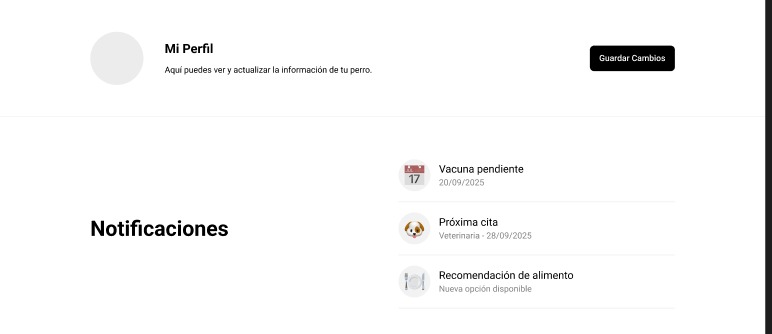 Mi Perfil
Aquí puedes ver y actualizar la información de tu perro.
Guardar Cambios
Notificaciones
17
Vacuna pendiente
20/09/2025
Próxima cita
Veterinaria - 28/09/2025
Recomendación de alimento
Nueva opción disponible